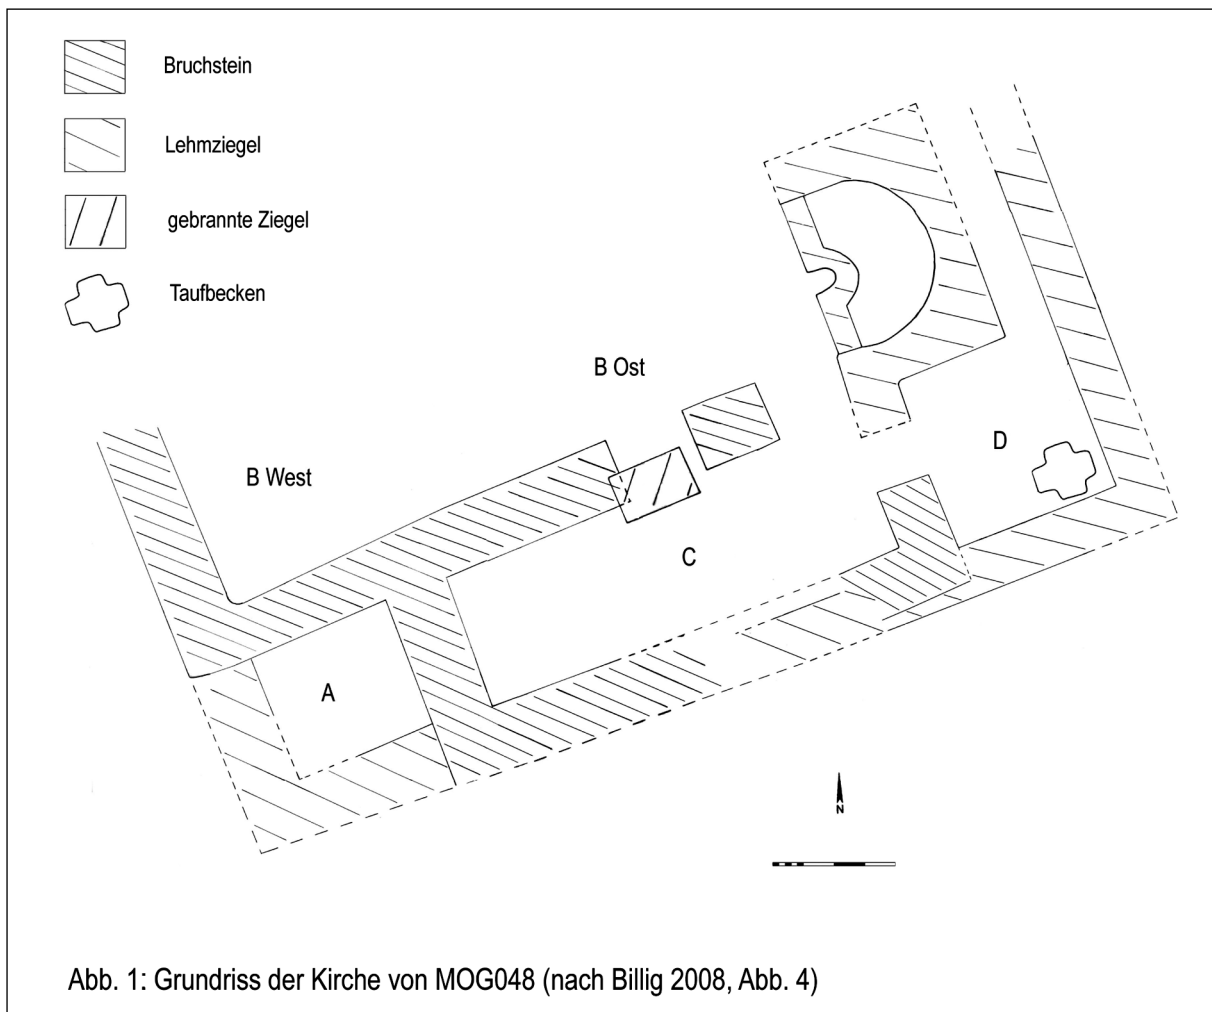 Bruchstein
Lehmziegel
gebrannte Ziegel
Taufbecken
B Ost
D
B West
C
A
N
Abb. 1: Grundriss der Kirche von MOG048 (nach Billig 2008, Abb. 4)